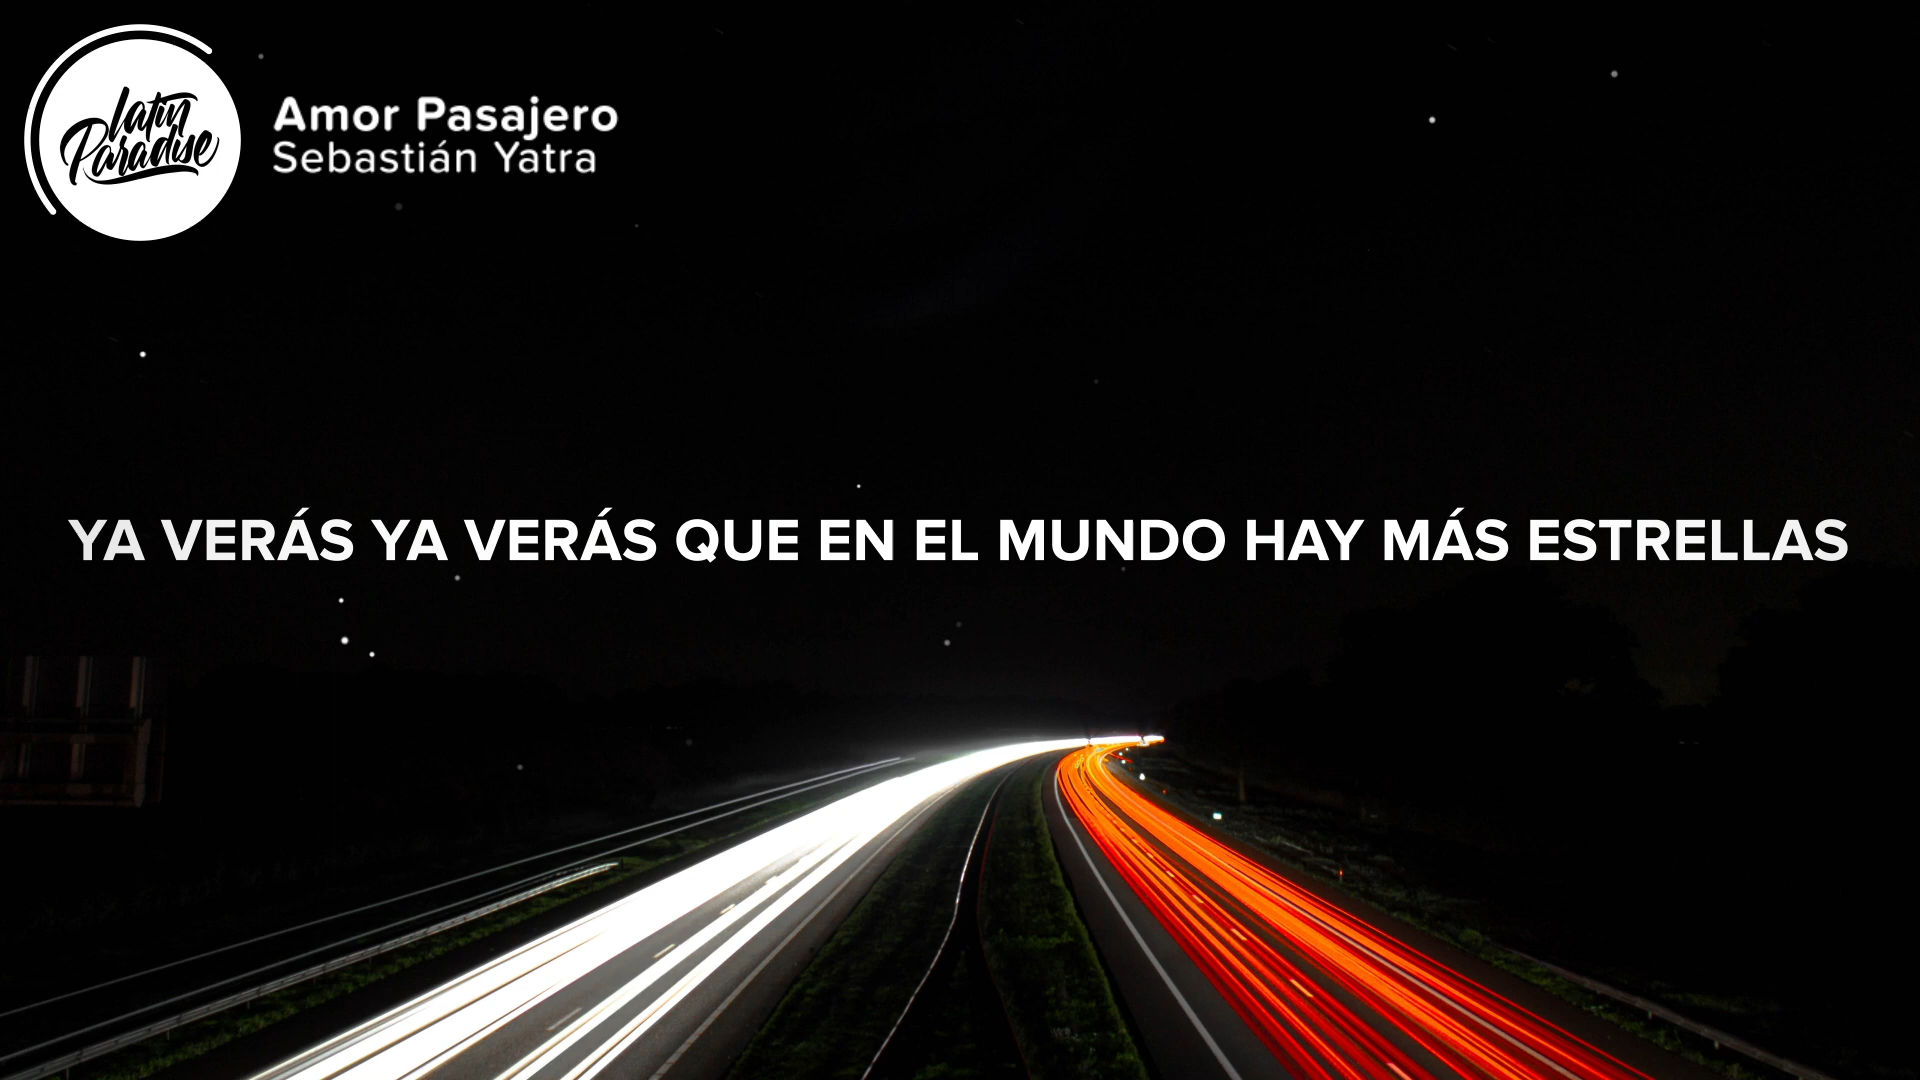 latin
Paradise
Amor Pasajero
Sebastián Yatra
YA VERÁS YA VERÁS QUE EN EL MUNDO HAY MÁS ESTRELLAS